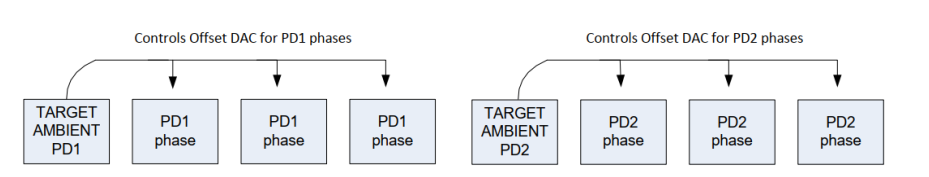 Controls Offset DAC for PD1 phases
Controls Offset DAC for PD2 phases
TARGET
AMBIENT
PD1
PD1
phase
PD1
phase
PD1
phase
TARGET
AMBIENT
PD2
PD2
phase
PD2
phase
PD2
phase